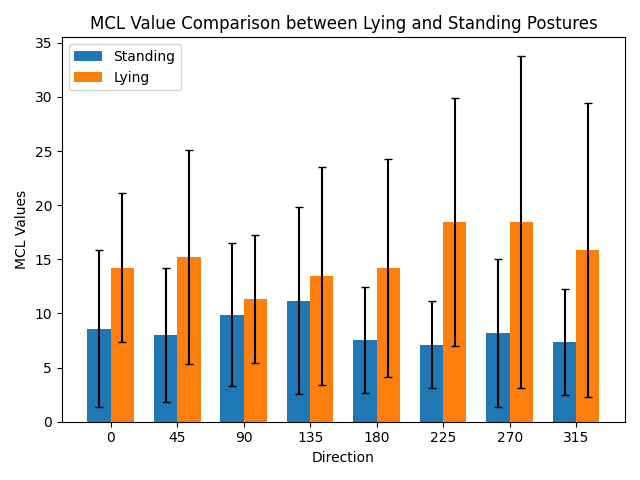 MCL Value Comparison between Lying and Standing Postures
35
30
25
20
15
10
5
0
MCL Values
Standing
Lying
0 45 90 135 180 225 270 315
Direction